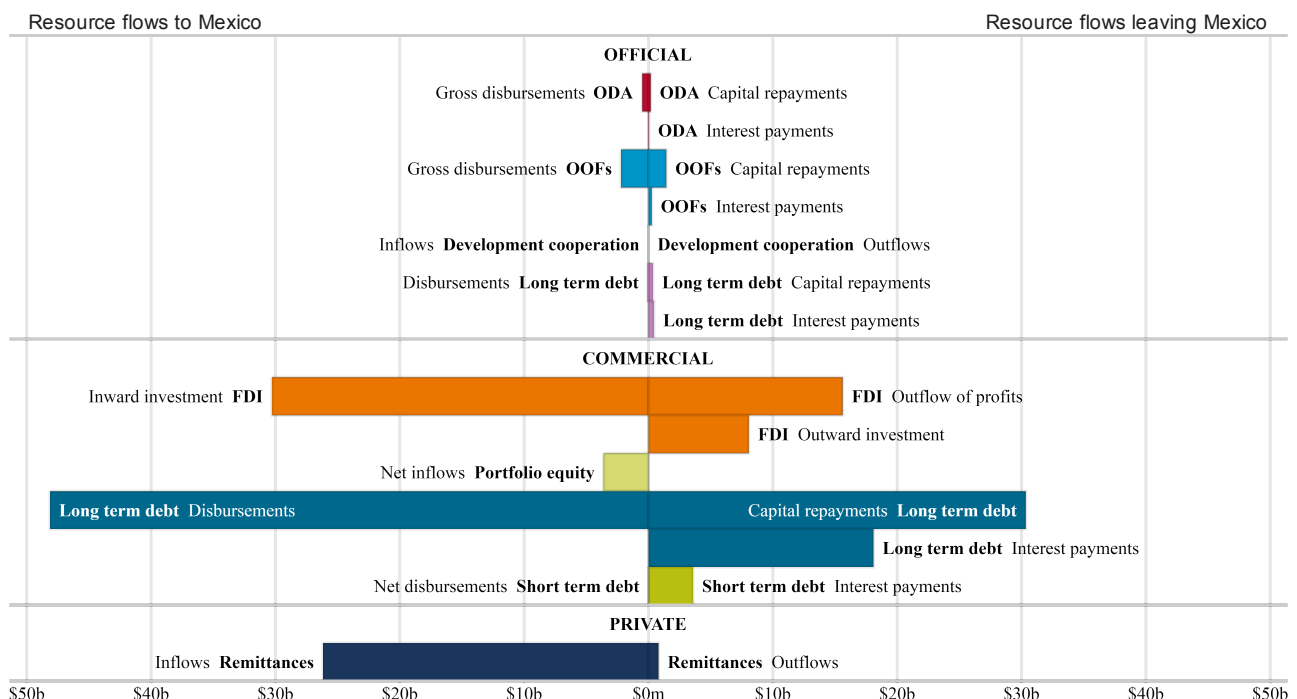 Resource flows to Mexico
Resource flows leaving Mexico
OFFICIAL
Gross disbursements ODA
ODA Capital repayments
ODA Interest payments
Gross disbursements OOFs
OOFs Capital repayments
OOFs Interest payments
Inflows Development cooperation
Development cooperation Outflows
Disbursements Long term debt
Long term debt Capital repayments
Long term debt Interest payments
COMMERCIAL
Inward investment FDI
FDI Outflow of profits
FDI Outward investment
Net inflows Portfolio equity
Long term debt Disbursements
Capital repayments Long term debt
Long term debt Interest payments
Net disbursements Short term debt
Short term debt Interest payments
PRIVATE
Inflows Remittances
Remittances Outflows
$50b $40b $30b $20b $10b $0m $10b $20b $30b $40b $50b